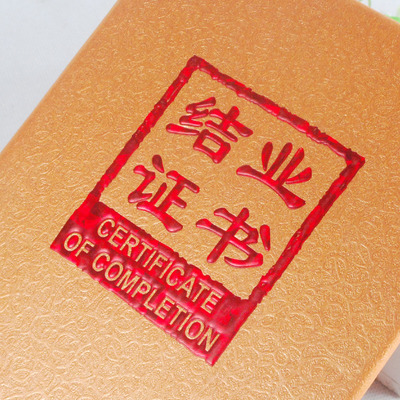 结业
证书
CERTIFICATE
OF COMPLETION